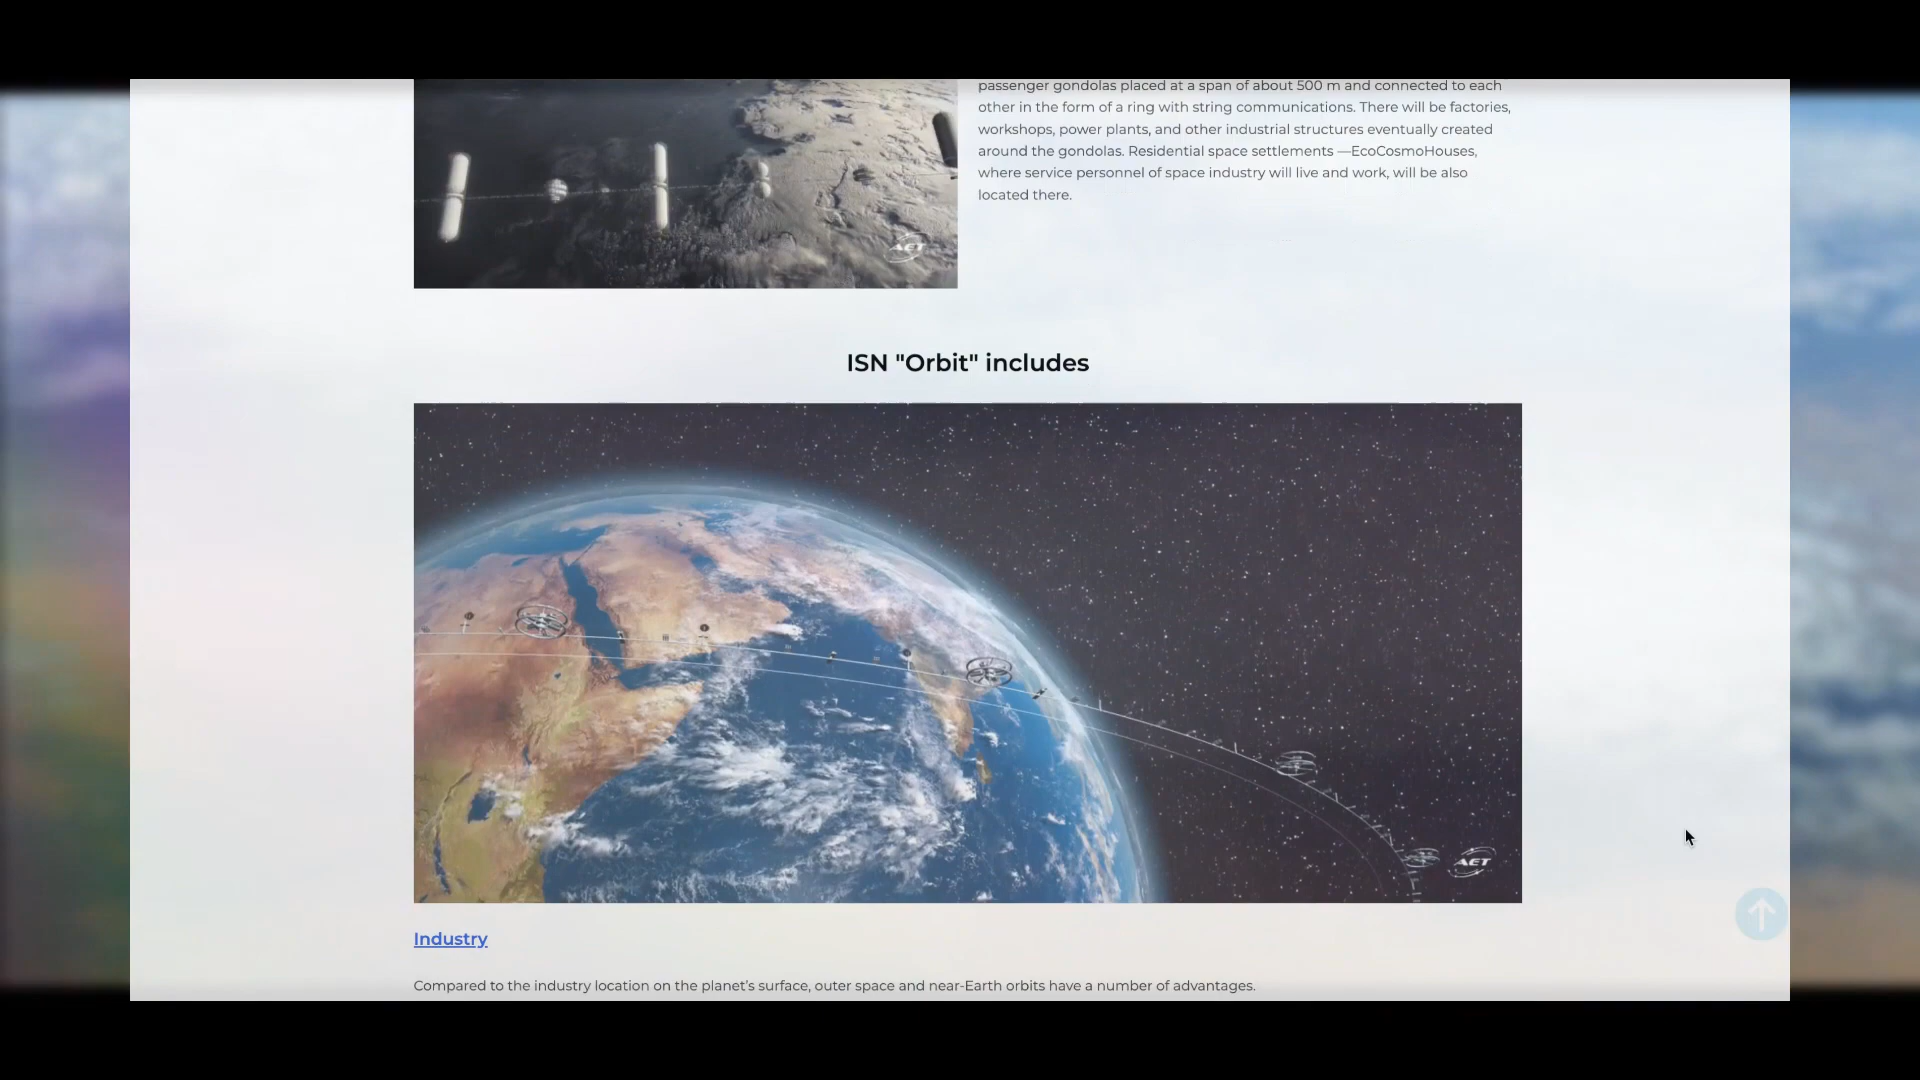 passenger gondolas placed at a span of about 500 m and connected to each
other in the form of a ring with string communications. There will be factories,
workshops, power plants, and other industrial structures eventually created
around the gondolas. Residential space settlements —EcoCosmoHouses,
where service personnel of space industry will live and work, will be also
located there.
AET
ISN "Orbit" includes
AET
Industry
Compared to the industry location on the planet's surface, outer space and near-Earth orbits have a number of advantages.